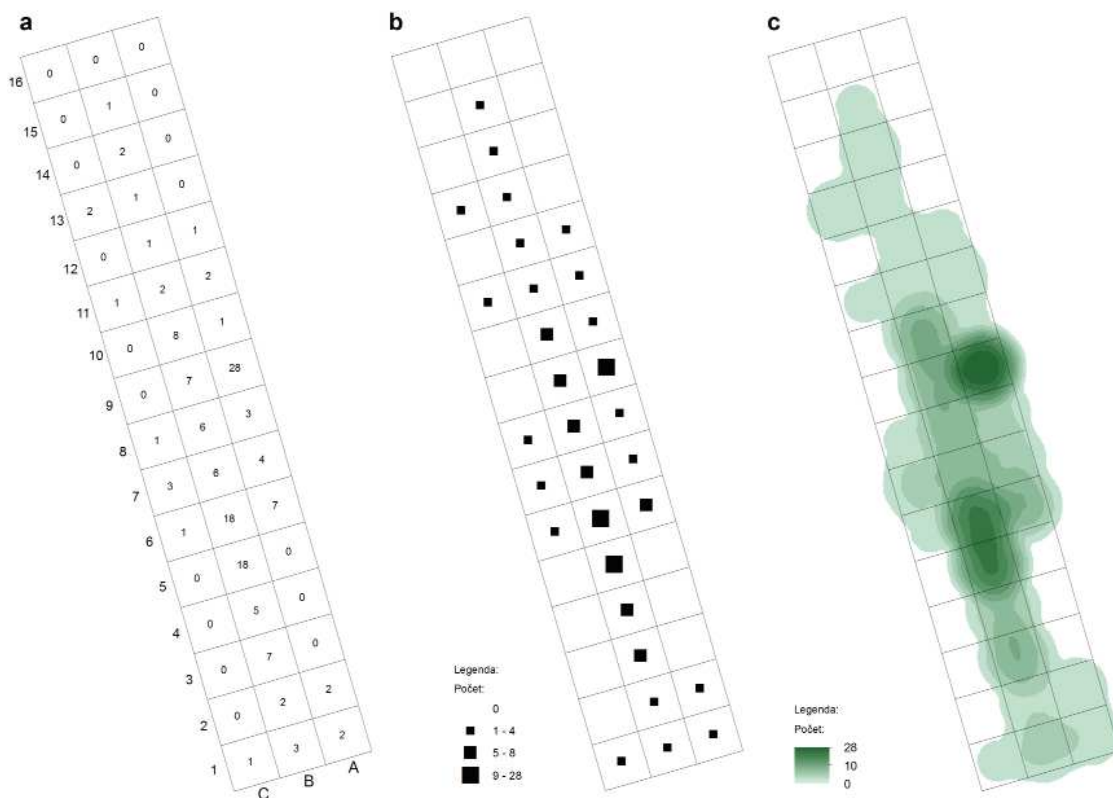 a
16 0 0 0
15 0 1 0
14 0 2 0
13 2 1 0
12 0 1 1
11 1 2 2
10 0 8 1
9 0 7 28
8 1 6 3
7 3 6 4
6 1 18 7
5 0 18 0
4 0 5 0
3 0 7 0
2 0 2 2
1 1 3 2
C B A
b
Legenda:
Počet:
0
1 - 4
5 - 8
9 - 28
c
Legenda:
Počet:
28
10
0